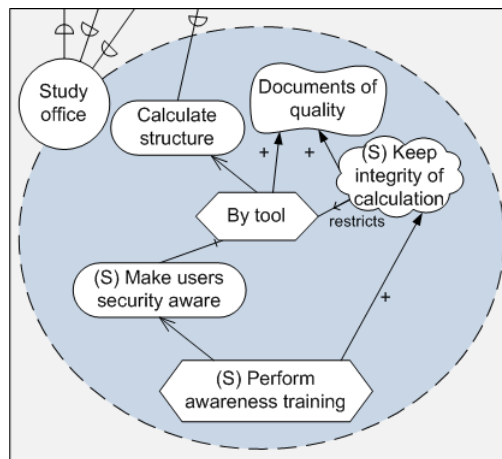 Study
office
Calculate
structure
Documents of
quality
+
+
(S) Keep
integrity of
calculation
By tool
restricts
(S) Make users
security aware
+
(S) Perform
awareness training